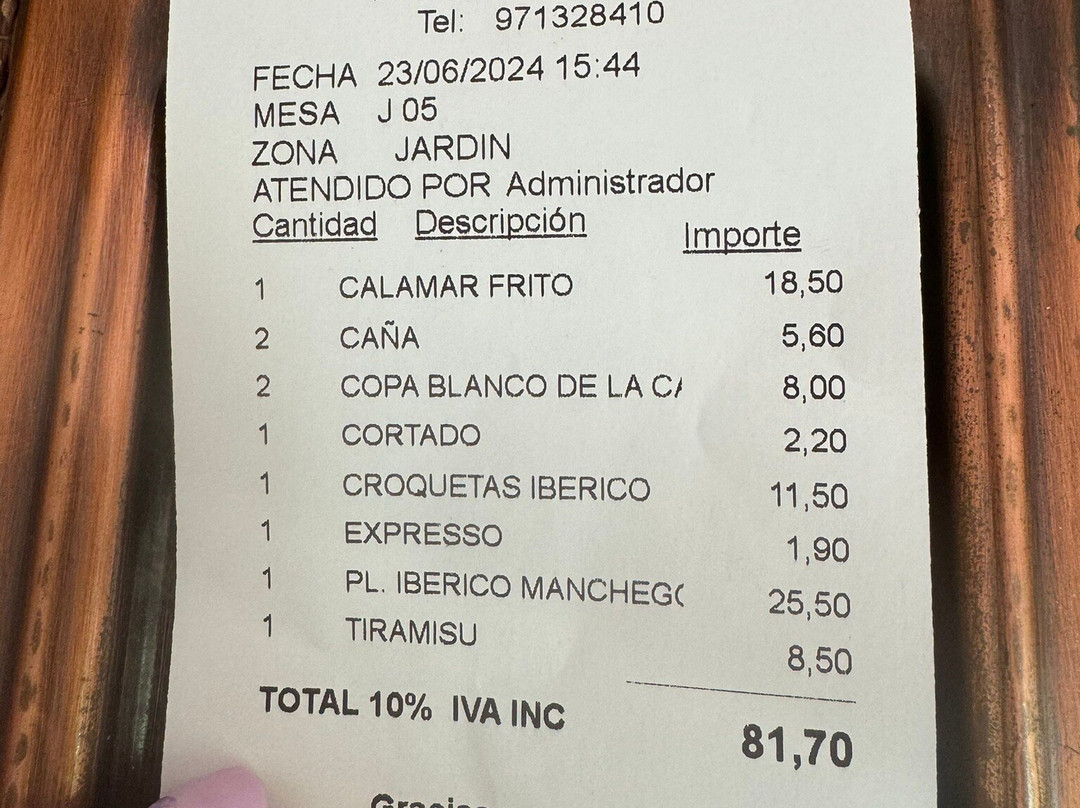 Tel: 971328410
FECHA 23/06/2024 15:44
MESA J 05
ZONA JARDIN
ATENDIDO POR Administrador
Cantidad Descripción Importe
1 CALAMAR FRITO 18,50
2 CAÑA 5,60
2 COPA BLANCO DE LA CA 8,00
1 CORTADO 2,20
1 CROQUETAS IBERICO 11,50
1 EXPRESSO 1,90
1 PL. IBERICO MANCHEGO 25,50
1 TIRAMISU 8,50
TOTAL 10% IVA INC 81,70